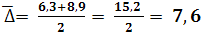 Δ̅= (6,3+8,9)/2 = 15,2/2 = 7,6